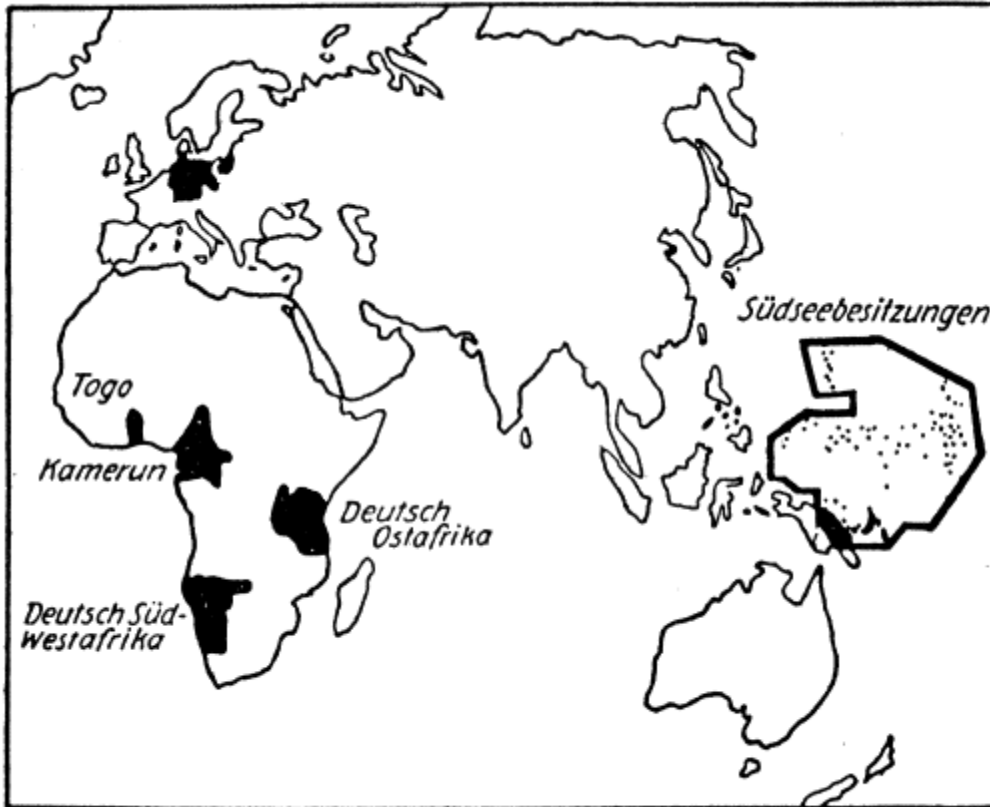 Südseebesitzungen
Togo
Kamerun
Deutsch
Ostafrika
Deutsch Süd-
Westafrika